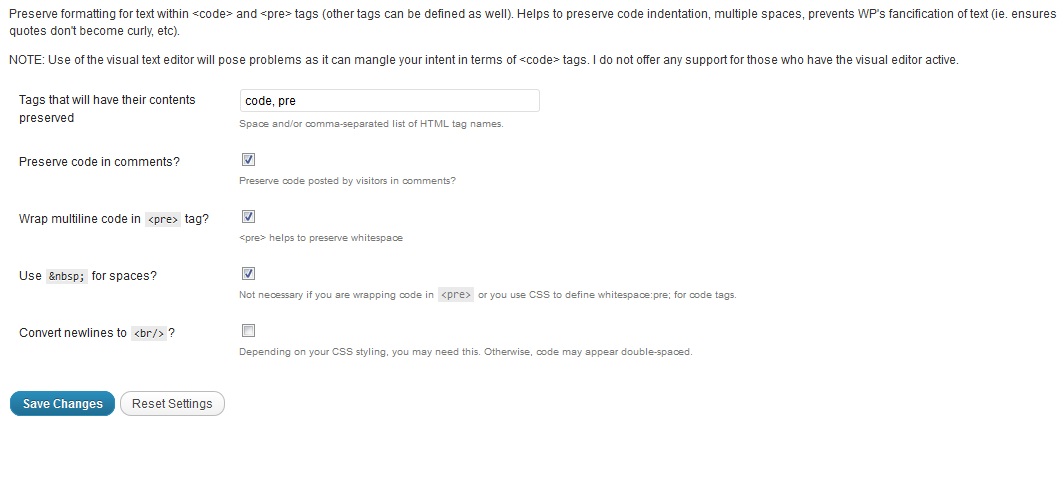 Preserve formatting for text within <code> and <pre> tags (other tags can be defined as well). Helps to preserve code indentation, multiple spaces, prevents WP's fancification of text (ie. ensures
quotes don't become curly, etc).
NOTE: Use of the visual text editor will pose problems as it can mangle your intent in terms of <code> tags. I do not offer any support for those who have the visual editor active.
Tags that will have their contents
preserved
code, pre
Space and/or comma-separated list of HTML tag names.
Preserve code in comments?
Preserve code posted by visitors in comments?
Wrap multiline code in <pre> tag?
<pre> helps to preserve whitespace
Use &nbsp; for spaces?
Not necessary if you are wrapping code in <pre> or you use CSS to define whitespace:pre; for code tags.
Convert newlines to <br/> ?
Depending on your CSS styling, you may need this. Otherwise, code may appear double-spaced.
Save Changes
Reset Settings